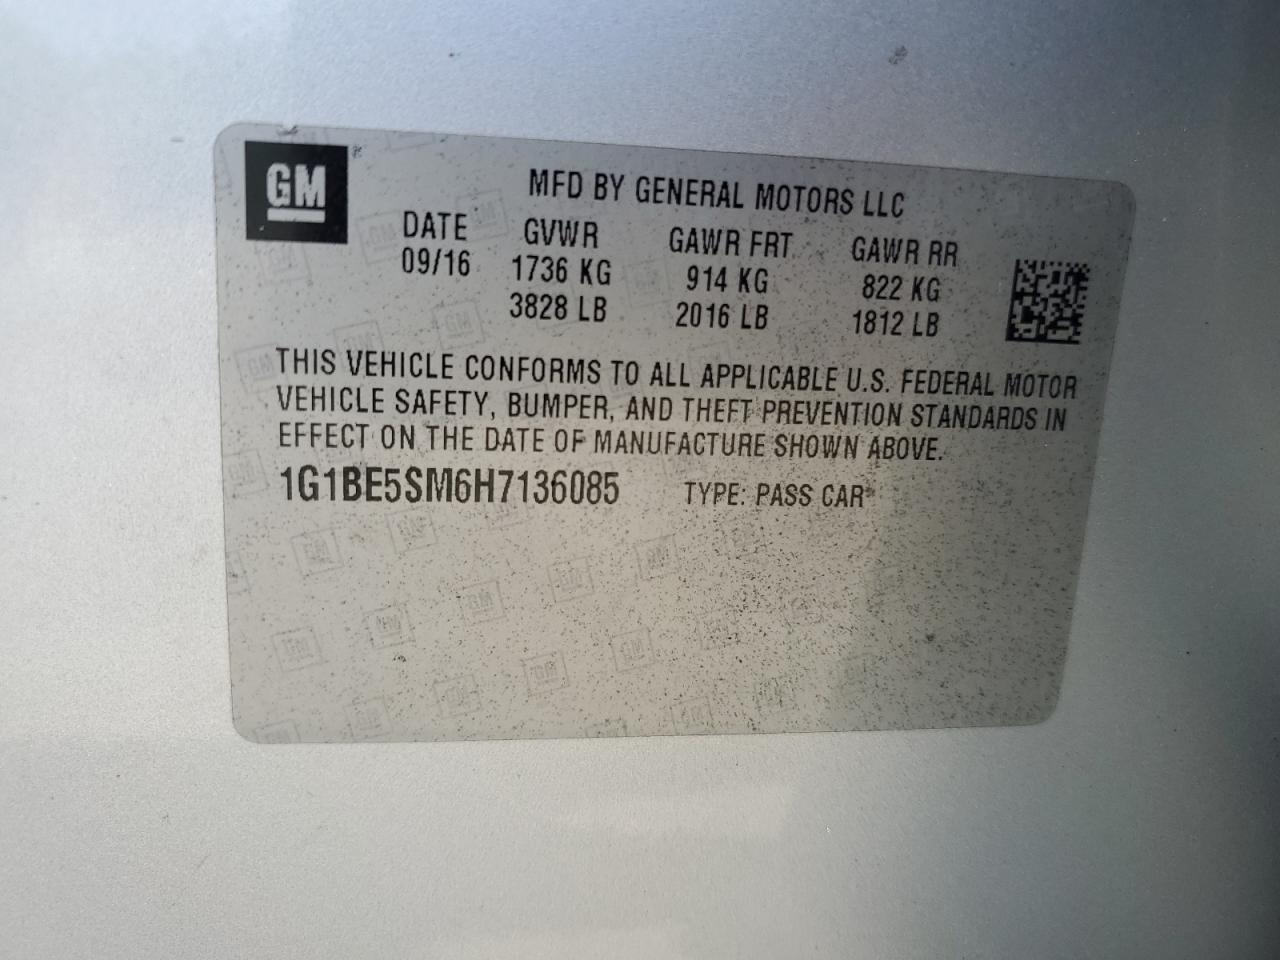 GM
MFD BY GENERAL MOTORS LLC
DATE GVWR GAWR FRT GAWR RR
09/16 1736 KG 914 KG 822 KG
3828 LB 2016 LB 1812 LB
THIS VEHICLE CONFORMS TO ALL APPLICABLE U.S. FEDERAL MOTOR
VEHICLE SAFETY, BUMPER, AND THEFT PREVENTION STANDARDS IN
EFFECT ON THE DATE OF MANUFACTURE SHOWN ABOVE.
1G1BE5SM6H7136085 TYPE: PASS CAR